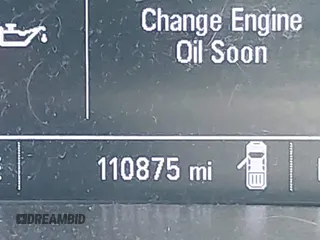 Change Engine
Oil Soon
110875 mi
DREAMBID